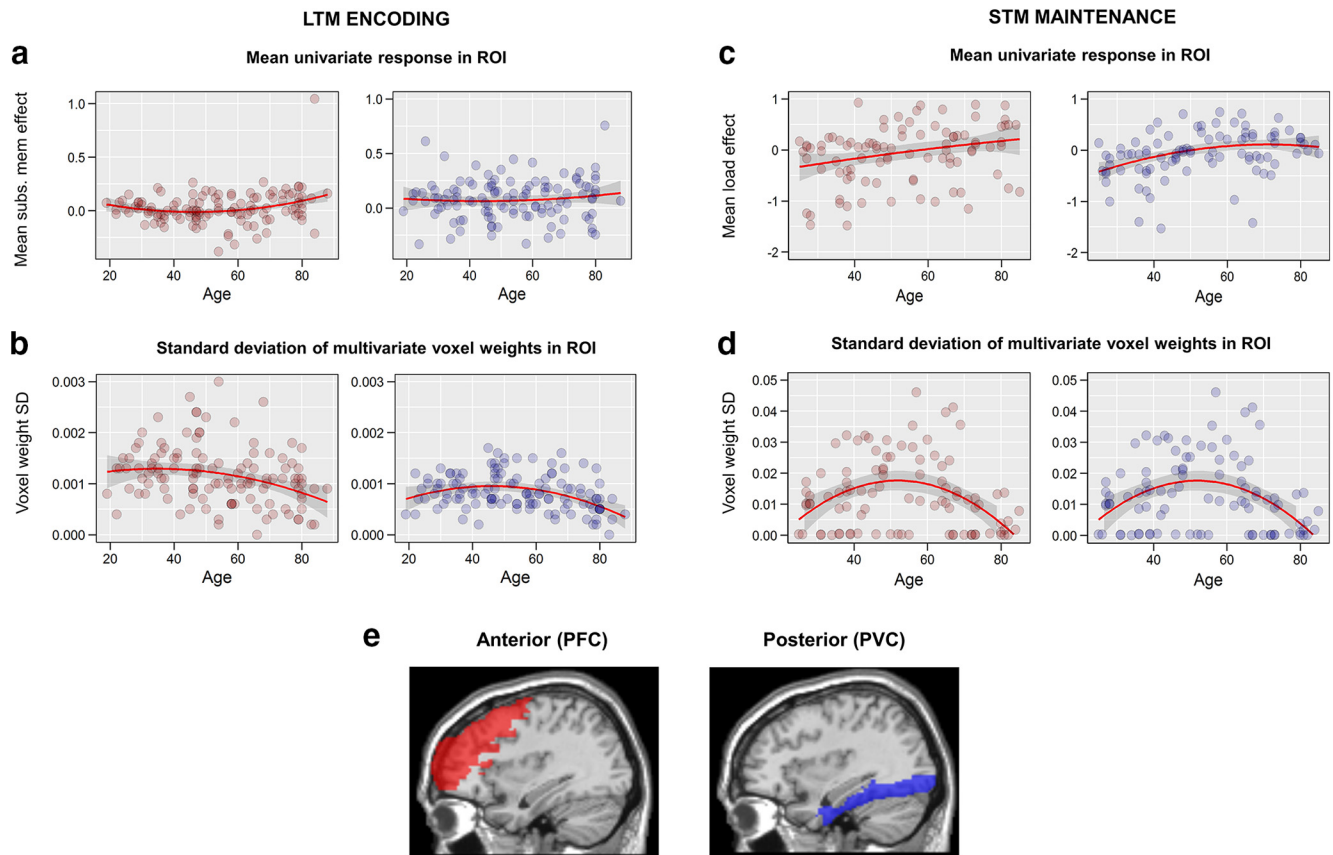 LTM ENCODING
STM MAINTENANCE
a
Mean univariate response in ROI
c
Mean univariate response in ROI
Mean subs. mem effect
1.0
0.5
0.0
20 40 60 80
Age
1.0
0.5
0.0
20 40 60 80
Age
Mean load effect
1
0
-1
-2
40 60 80
Age
1
0
-1
-2
40 60 80
Age
b
Standard deviation of multivariate voxel weights in ROI
d
Standard deviation of multivariate voxel weights in ROI
Voxel weight SD
0.003
0.002
0.001
0.000
20 40 60 80
Age
0.003
0.002
0.001
0.000
20 40 60 80
Age
Voxel weight SD
0.05
0.04
0.03
0.02
0.01
0.00
40 60 80
Age
0.05
0.04
0.03
0.02
0.01
0.00
40 60 80
Age
e
Anterior (PFC)
Posterior (PVC)